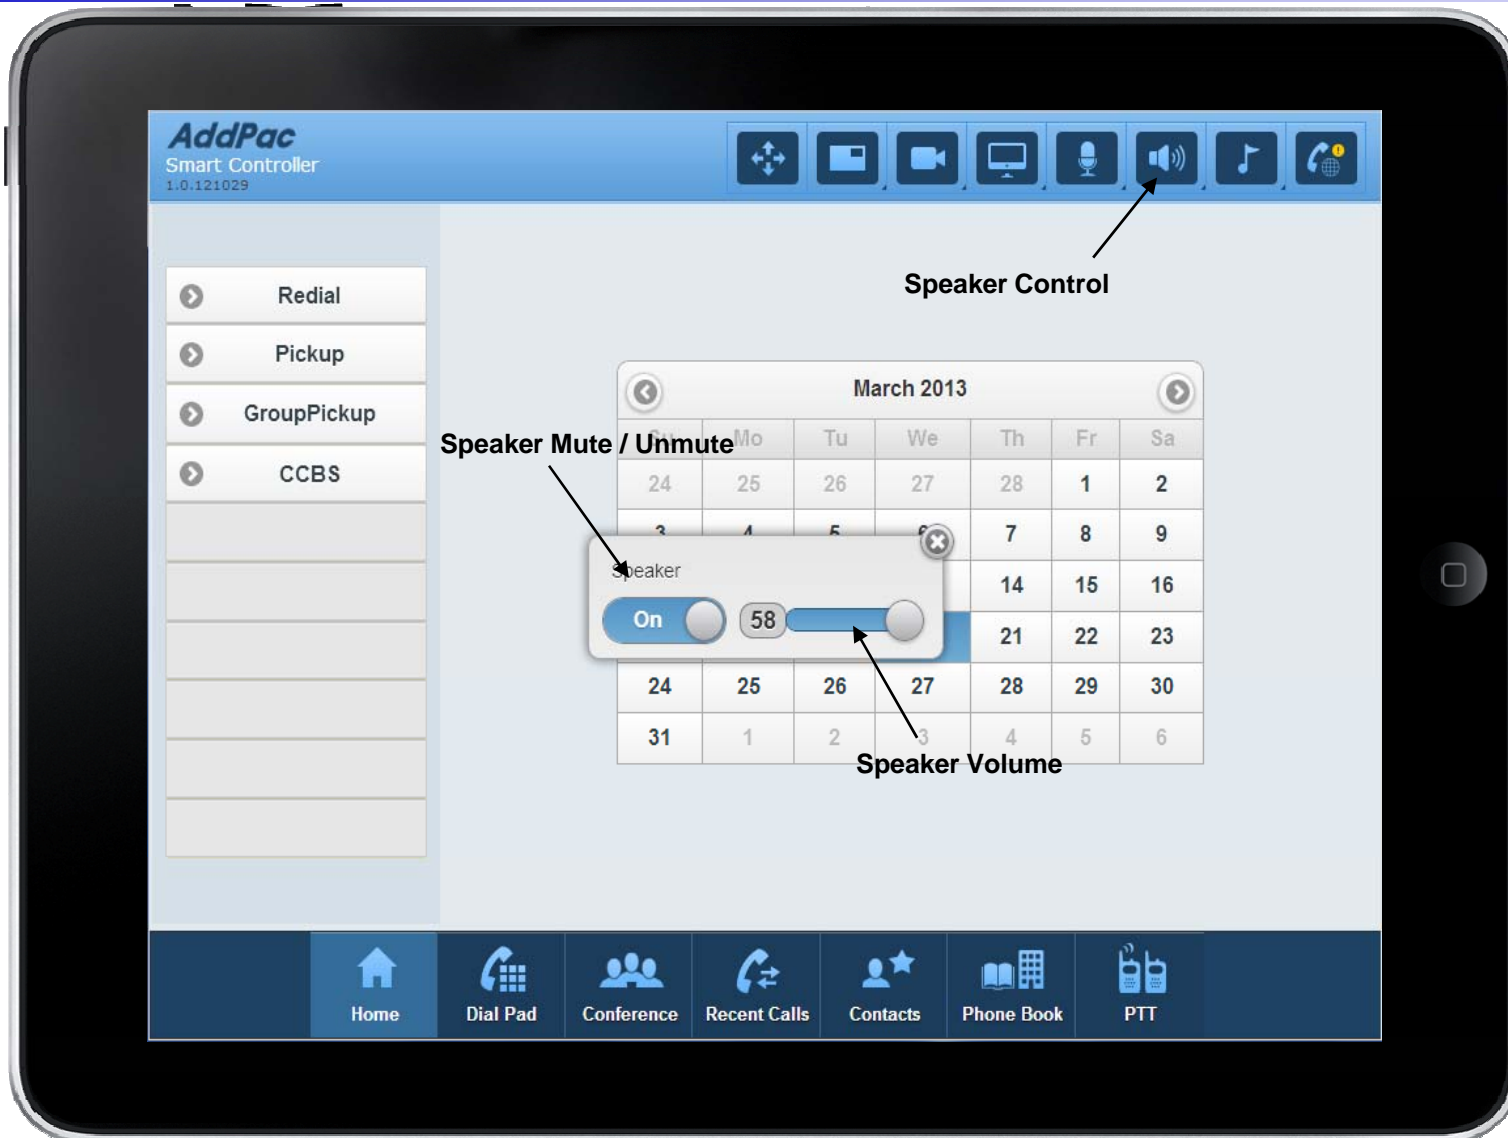 AddPac
Smart Controller
1.0.121029
Speaker Control
Redial
Pickup
GroupPickup
CCBS
March 2013
Speaker Mute / Unmute
Mo Tu We Th Fr Sa
24 25 26 27 28 1 2
3 4 5 6 7 8 9
Speaker
14 15 16
On 58
21 22 23
24 25 26 27 28 29 30
31 1 2 3 4 5 6
Speaker Volume
Home Dial Pad Conference Recent Calls Contacts Phone Book PTT